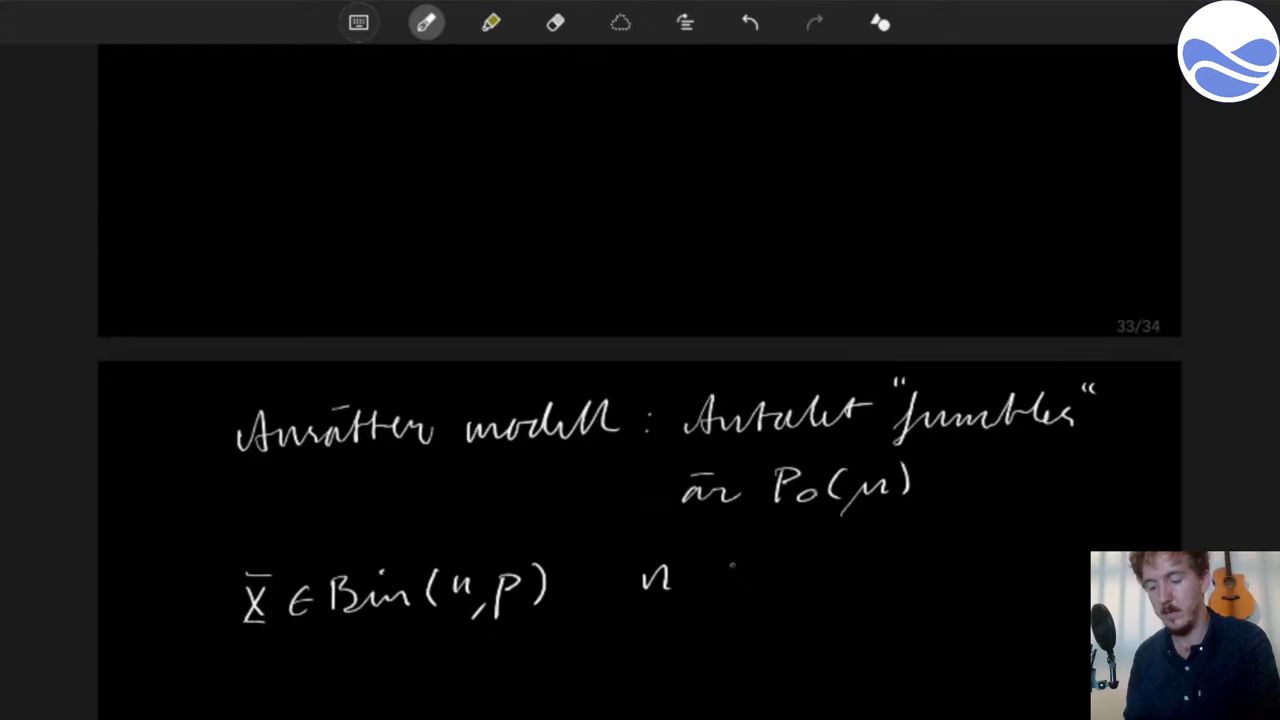 33/34
Ansätter modell : Antalet "fumbles"
är Po(μ)
X ∈ Bin(n,p) n